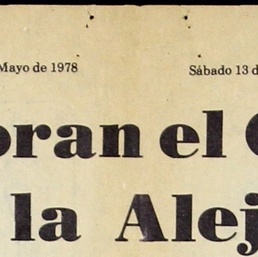 Mayo de 1978 Sábado 13 d
oran el
la Alej